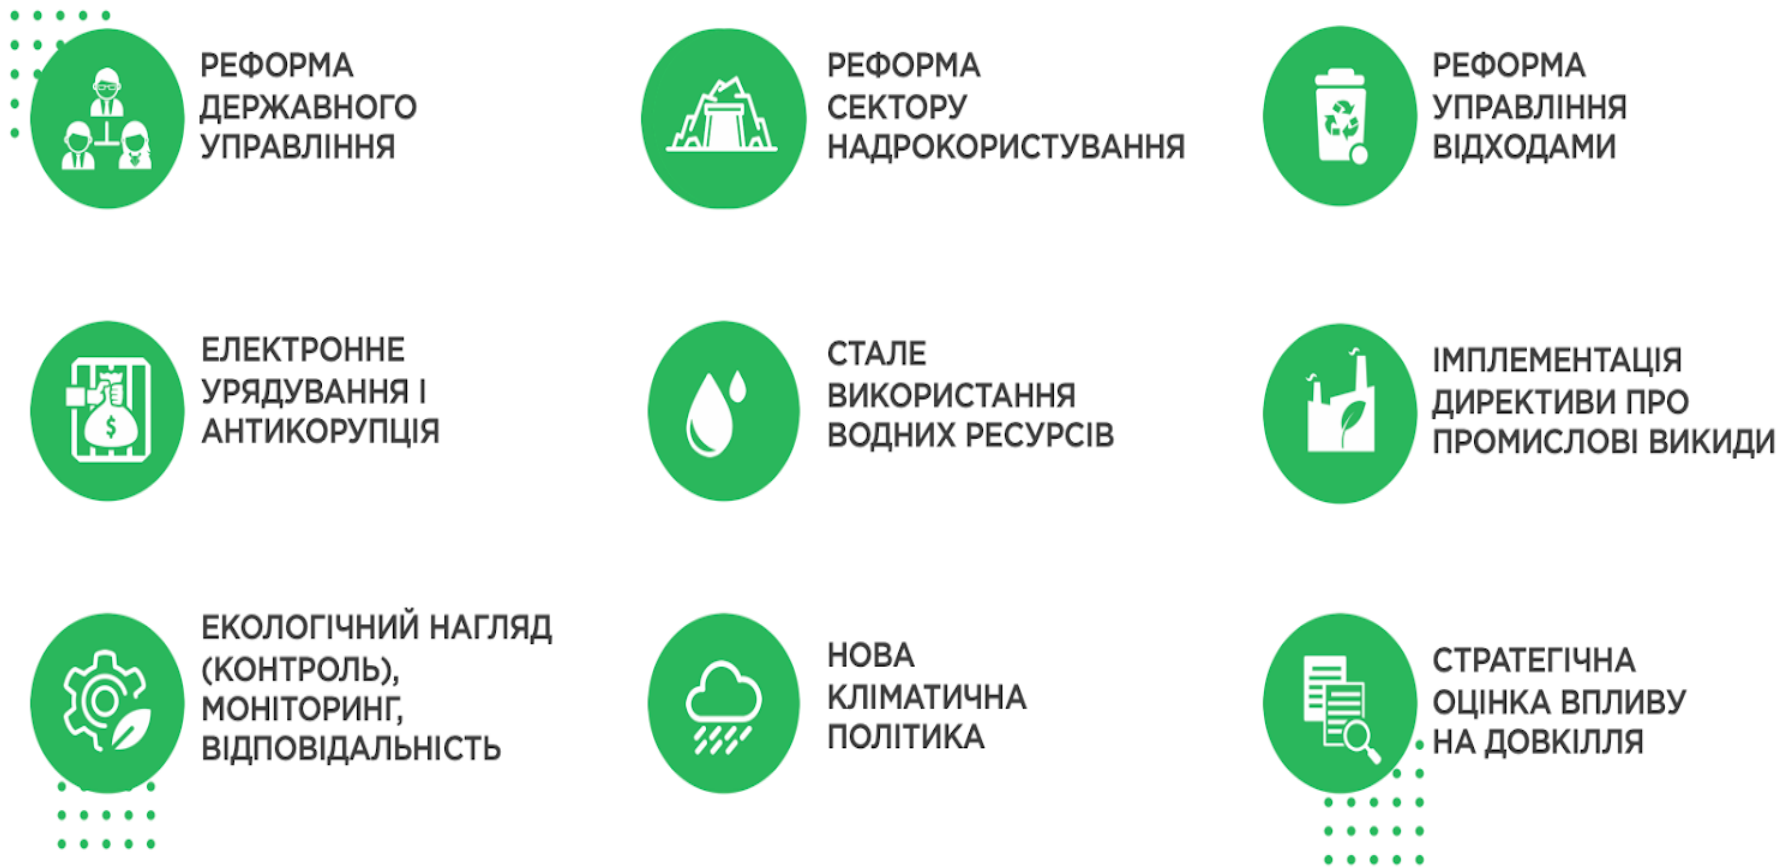 РЕФОРМА
ДЕРЖАВНОГО
УПРАВЛІННЯ
РЕФОРМА
СЕКТОРУ
НАДРОКОРИСТУВАННЯ
РЕФОРМА
УПРАВЛІННЯ
ВІДХОДАМИ
ЕЛЕКТРОННЕ
УРЯДУВАННЯ І
АНТИКОРУПЦІЯ
СТАЛЕ
ВИКОРИСТАННЯ
ВОДНИХ РЕСУРСІВ
ІМПЛЕМЕНТАЦІЯ
ДИРЕКТИВИ ПРО
ПРОМИСЛОВІ ВИКИДИ
ЕКОЛОГІЧНИЙ НАГЛЯД
(КОНТРОЛЬ),
МОНІТОРИНГ,
ВІДПОВІДАЛЬНІСТЬ
НОВА
КЛІМАТИЧНА
ПОЛІТИКА
СТРАТЕГІЧНА
ОЦІНКА ВПЛИВУ
НА ДОВКІЛЛЯ
$